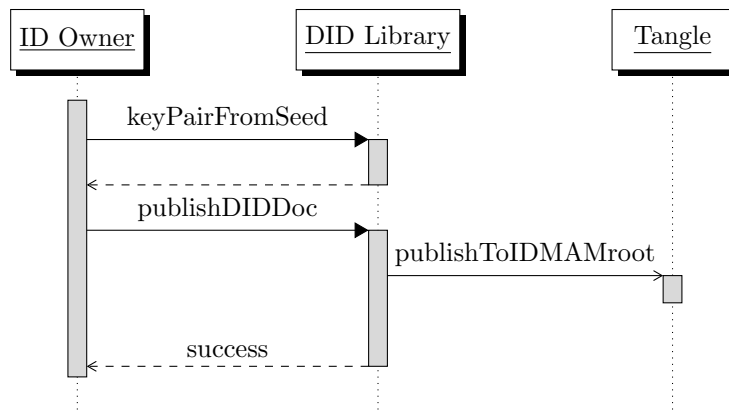 ID Owner
DID Library
Tangle
keyPairFromSeed
publishDIDDoc
publishToIDMAMroot
success